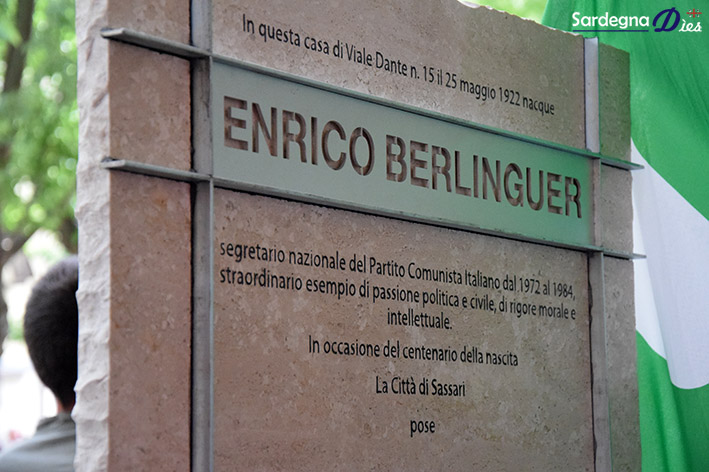 Sardegna Dies
In questa casa di Viale Dante n. 15 il 25 maggio 1922 nacque
ENRICO BERLINGUER
segretario nazionale del Partito Comunista Italiano dal 1972 al 1984,
straordinario esempio di passione politica e civile, di rigore morale e
intellettuale.
In occasione del centenario della nascita
La Città di Sassari
pose